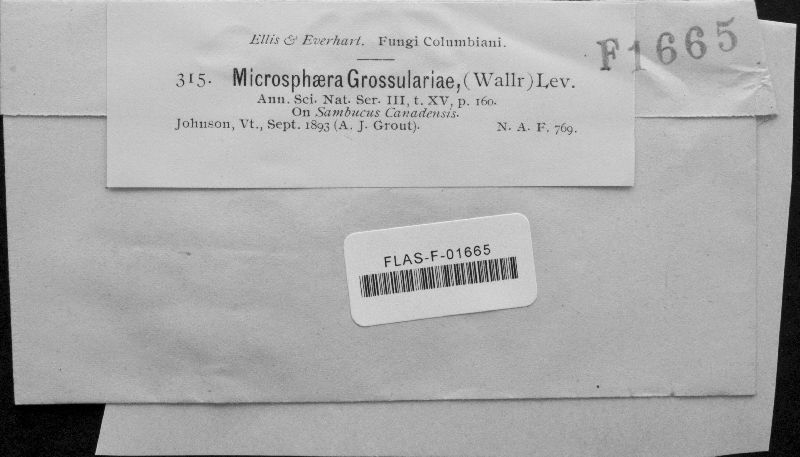 Ellis & Everhart. Fungi Columbiani.
F1665
315. Microsphæra Grossulariae, (Wallr) Lev.
Ann. Sci. Nat. Ser. III, t. XV, p. 160.
On Sambucus Canadensis.
Johnson, Vt., Sept. 1893 (A. J. Grout). N. A. F. 769.
FLAS-F-01665